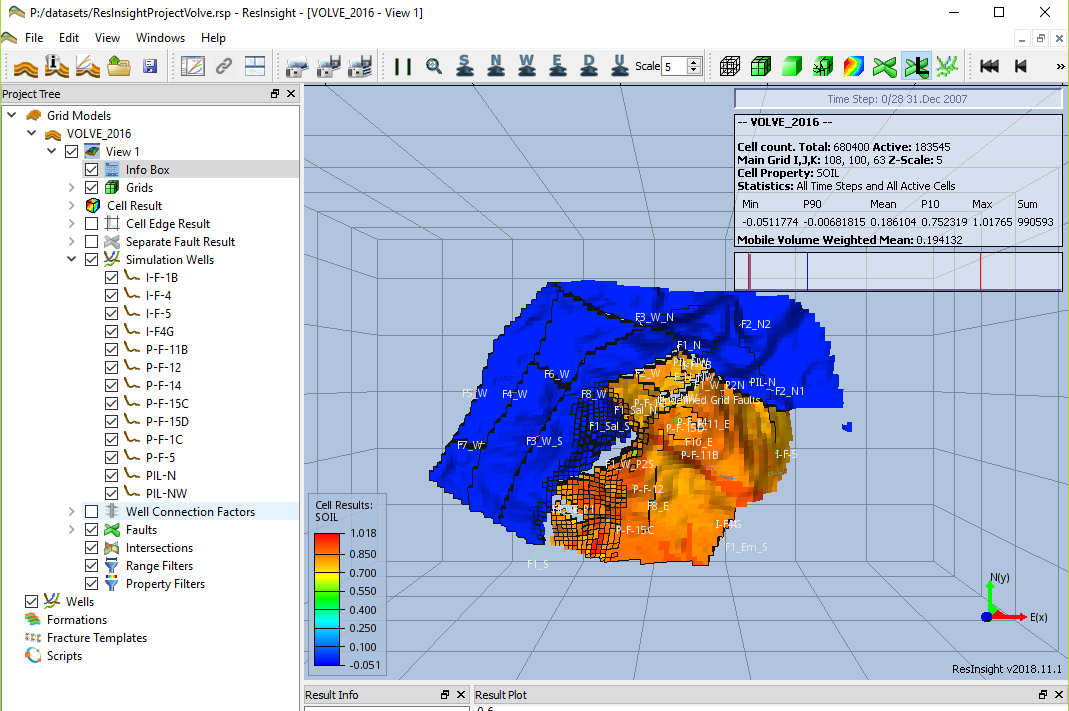 P:/datasets/ResInsightProjectVolve.rsp - ResInsight - [VOLVE_2016 - View 1]
File Edit View Windows Help
S N W E D U Scale 5 »
Project Tree
Grid Models
VOLVE_2016
View 1
Info Box
Grids
Cell Result
Cell Edge Result
Separate Fault Result
Simulation Wells
I-F-1B
I-F-4
I-F-5
I-F4G
P-F-11B
P-F-12
P-F-14
P-F-15C
P-F-15D
P-F-1C
P-F-5
PIL-N
PIL-NW
Well Connection Factors
Faults
Intersections
Range Filters
Property Filters
Wells
Formations
Fracture Templates
Scripts
Time Step: 0/28 31.Dec 2007
-- VOLVE_2016 --
Cell count. Total: 680400 Active: 183545
Main Grid I,J,K: 108, 100, 63 Z-Scale: 5
Cell Property: SOIL
Statistics: All Time Steps and All Active Cells
Min P90 Mean P10 Max Sum
-0.0511774 -0.00681815 0.186104 0.752319 1.01765 990593
Mobile Volume Weighted Mean: 0.194132
F3_W_N
F2_N2
F1_N
F6_W
PIL-N
F2_N1
F5_W
F4_W
F8_W
Grid Faults
F1_Sal_N
F1_Sal_S
F10_E
F3_W_S
F7_W
P-F-11B
I-F-5
F1_W_P2S
P-F-12
F8_E
P-F-15C
I-F4G
F1_Em_S
F1_S
Cell Results:
SOIL
1.018
0.850
0.700
0.550
0.400
0.250
0.100
-0.051
N(y)
E(x)
ResInsight v2018.11.1
Result Info
Result Plot